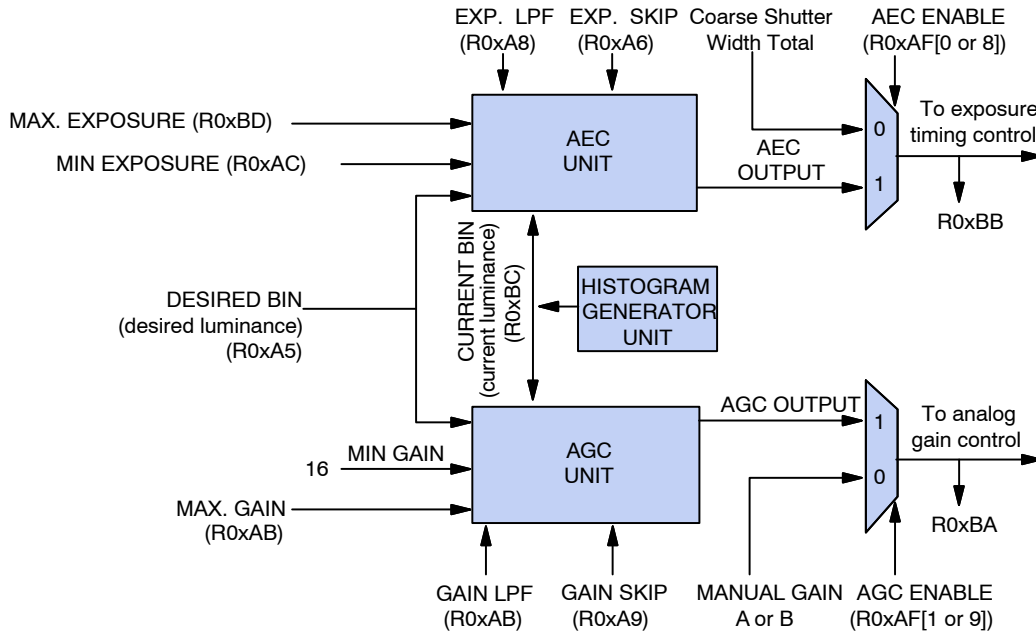 EXP. LPF
(R0xA8)
EXP. SKIP
(R0xA6)
Coarse Shutter
Width Total
AEC ENABLE
(R0xAF[0 or 8])
MAX. EXPOSURE (R0xBD)
MIN EXPOSURE (R0xAC)
AEC
UNIT
AEC
OUTPUT
0
1
To exposure
timing control
R0xBB
DESIRED BIN
(desired luminance)
(R0xA5)
CURRENT BIN
(current luminance)
(R0xBC)
HISTOGRAM
GENERATOR
UNIT
16
MIN GAIN
MAX. GAIN
(R0xAB)
AGC
UNIT
AGC OUTPUT
1
0
To analog
gain control
R0xBA
GAIN LPF
(R0xAB)
GAIN SKIP
(R0xA9)
MANUAL GAIN
A or B
AGC ENABLE
(R0xAF[1 or 9])